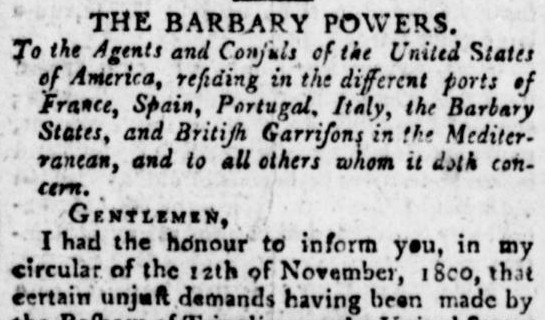 THE BARBARY POWERS.
To the Agents and Conſuls of the United States
of America, reſiding in the different ports of
France, Spain, Portugal, Italy, the Barbary
States, and Britiſh Garriſons in the Mediter-
ranean, and to all others whom it doth con-
cern.
GENTLEMEN,
I had the honour to inform you, in my
circular of the 12th of November, 1800, that
certain unjuſt demands having been made by